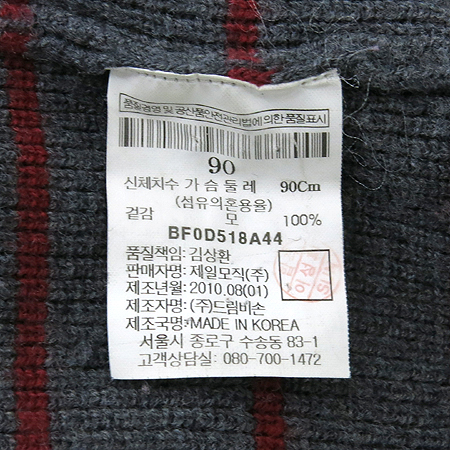 품질경영 및 공산품안전관리법에 의한 품질표시
90
신체치수 가슴둘레 90Cm
(섬유의혼용율)
겉감 모 100%
BF0D518A44
품질책임: 김상환
판매자명: 제일모직(주)
제조년월: 2010.08(01)
제조자명: (주)드림비손
제조국명: MADE IN KOREA
서울시 종로구 수송동 83-1
고객상담실: 080-700-1472